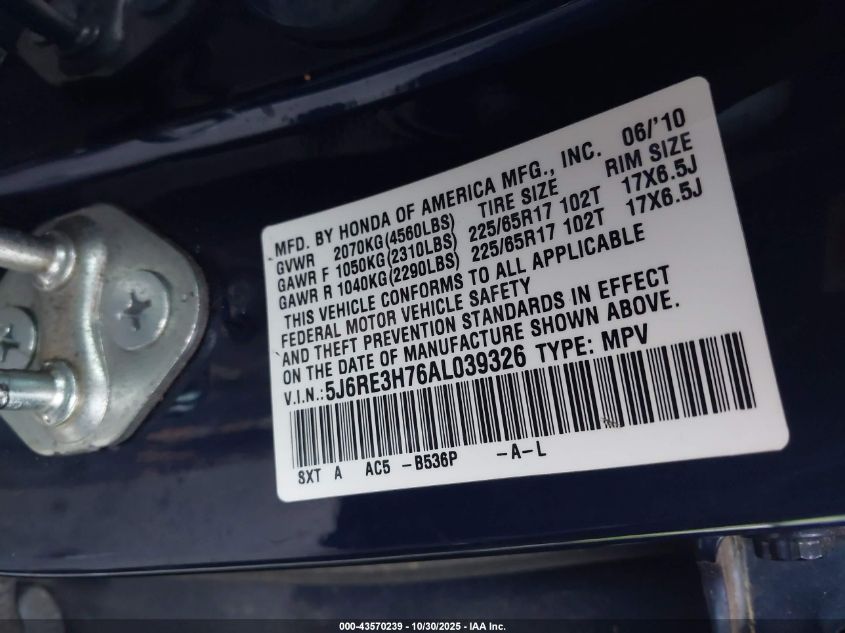 MFD. BY HONDA OF AMERICA MFG., INC. 06/'10
GVWR 2070KG(4560LBS) TIRE SIZE RIM SIZE
GAWR F 1050KG(2310LBS) 225/65R17 102T 17X6.5J
GAWR R 1040KG(2290LBS) 225/65R17 102T 17X6.5J
THIS VEHICLE CONFORMS TO ALL APPLICABLE
FEDERAL MOTOR VEHICLE SAFETY
AND THEFT PREVENTION STANDARDS IN EFFECT
ON THE DATE OF MANUFACTURE SHOWN ABOVE.
V.I.N.:5J6RE3H76AL039326 TYPE: MPV
SXT A AC5 -B536P -A-L
000-43570239 - 10/30/2025 - IAA Inc.